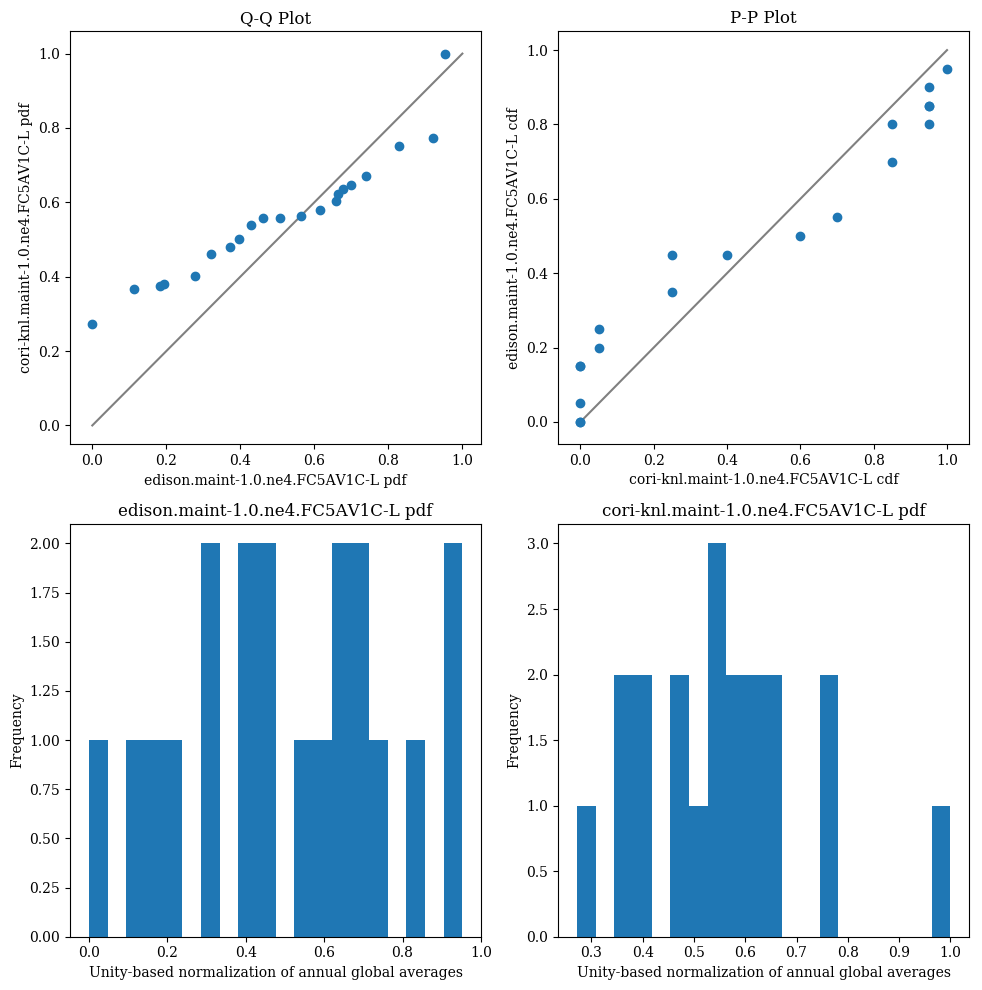 Q-Q Plot
1.0
0.8
0.6
0.4
0.2
0.0
cori-knl.maint-1.0.ne4.FC5AV1C-L pdf
0.0 0.2 0.4 0.6 0.8 1.0
edison.maint-1.0.ne4.FC5AV1C-L pdf
P-P Plot
1.0
0.8
0.6
0.4
0.2
0.0
edison.maint-1.0.ne4.FC5AV1C-L cdf
0.0 0.2 0.4 0.6 0.8 1.0
cori-knl.maint-1.0.ne4.FC5AV1C-L cdf
edison.maint-1.0.ne4.FC5AV1C-L pdf
2.00
1.75
1.50
1.25
1.00
0.75
0.50
0.25
0.00
Frequency
0.0 0.2 0.4 0.6 0.8 1.0
Unity-based normalization of annual global averages
cori-knl.maint-1.0.ne4.FC5AV1C-L pdf
3.0
2.5
2.0
1.5
1.0
0.5
0.0
Frequency
0.3 0.4 0.5 0.6 0.7 0.8 0.9 1.0
Unity-based normalization of annual global averages